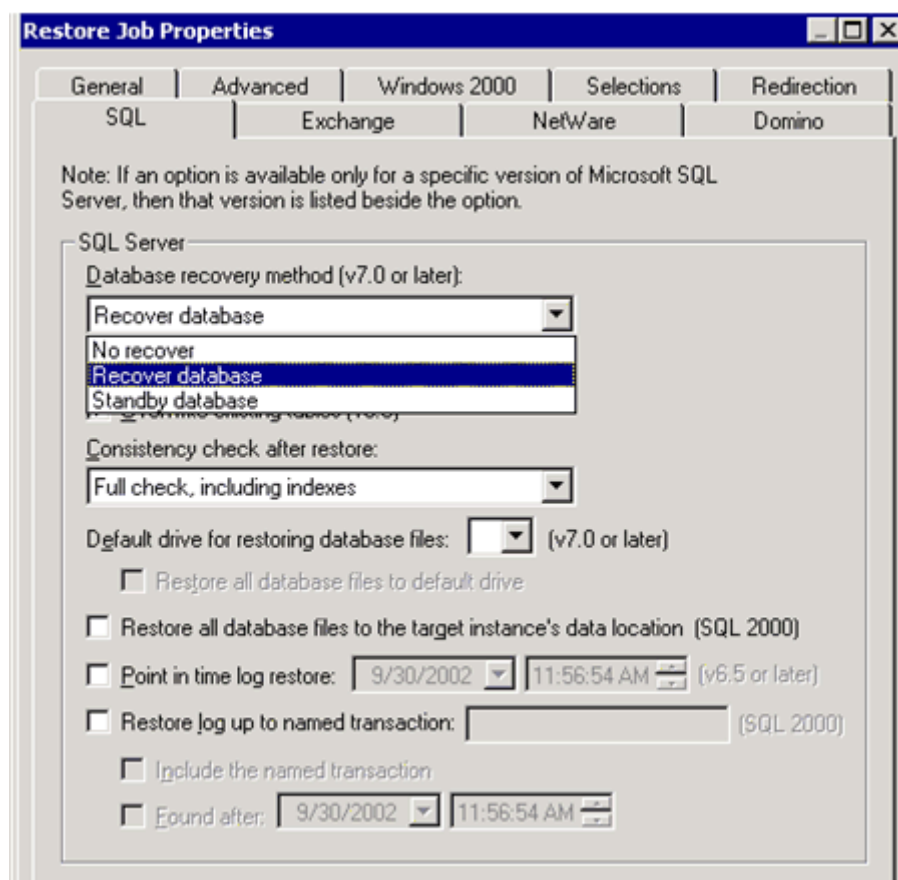 Restore Job Properties
General Advanced Windows 2000 Selections Redirection
SQL Exchange NetWare Domino
Note: If an option is available only for a specific version of Microsoft SQL
Server, then that version is listed beside the option.
SQL Server
Database recovery method (v7.0 or later):
Recover database
No recover
Recover database
Standby database
Consistency check after restore:
Full check, including indexes
Default drive for restoring database files: (v7.0 or later)
Restore all database files to default drive
Restore all database files to the target instance's data location (SQL 2000)
Point in time log restore: 9/30/2002 11:56:54 AM (v6.5 or later)
Restore log up to named transaction: (SQL 2000)
Include the named transaction
Found after: 9/30/2002 11:56:54 AM